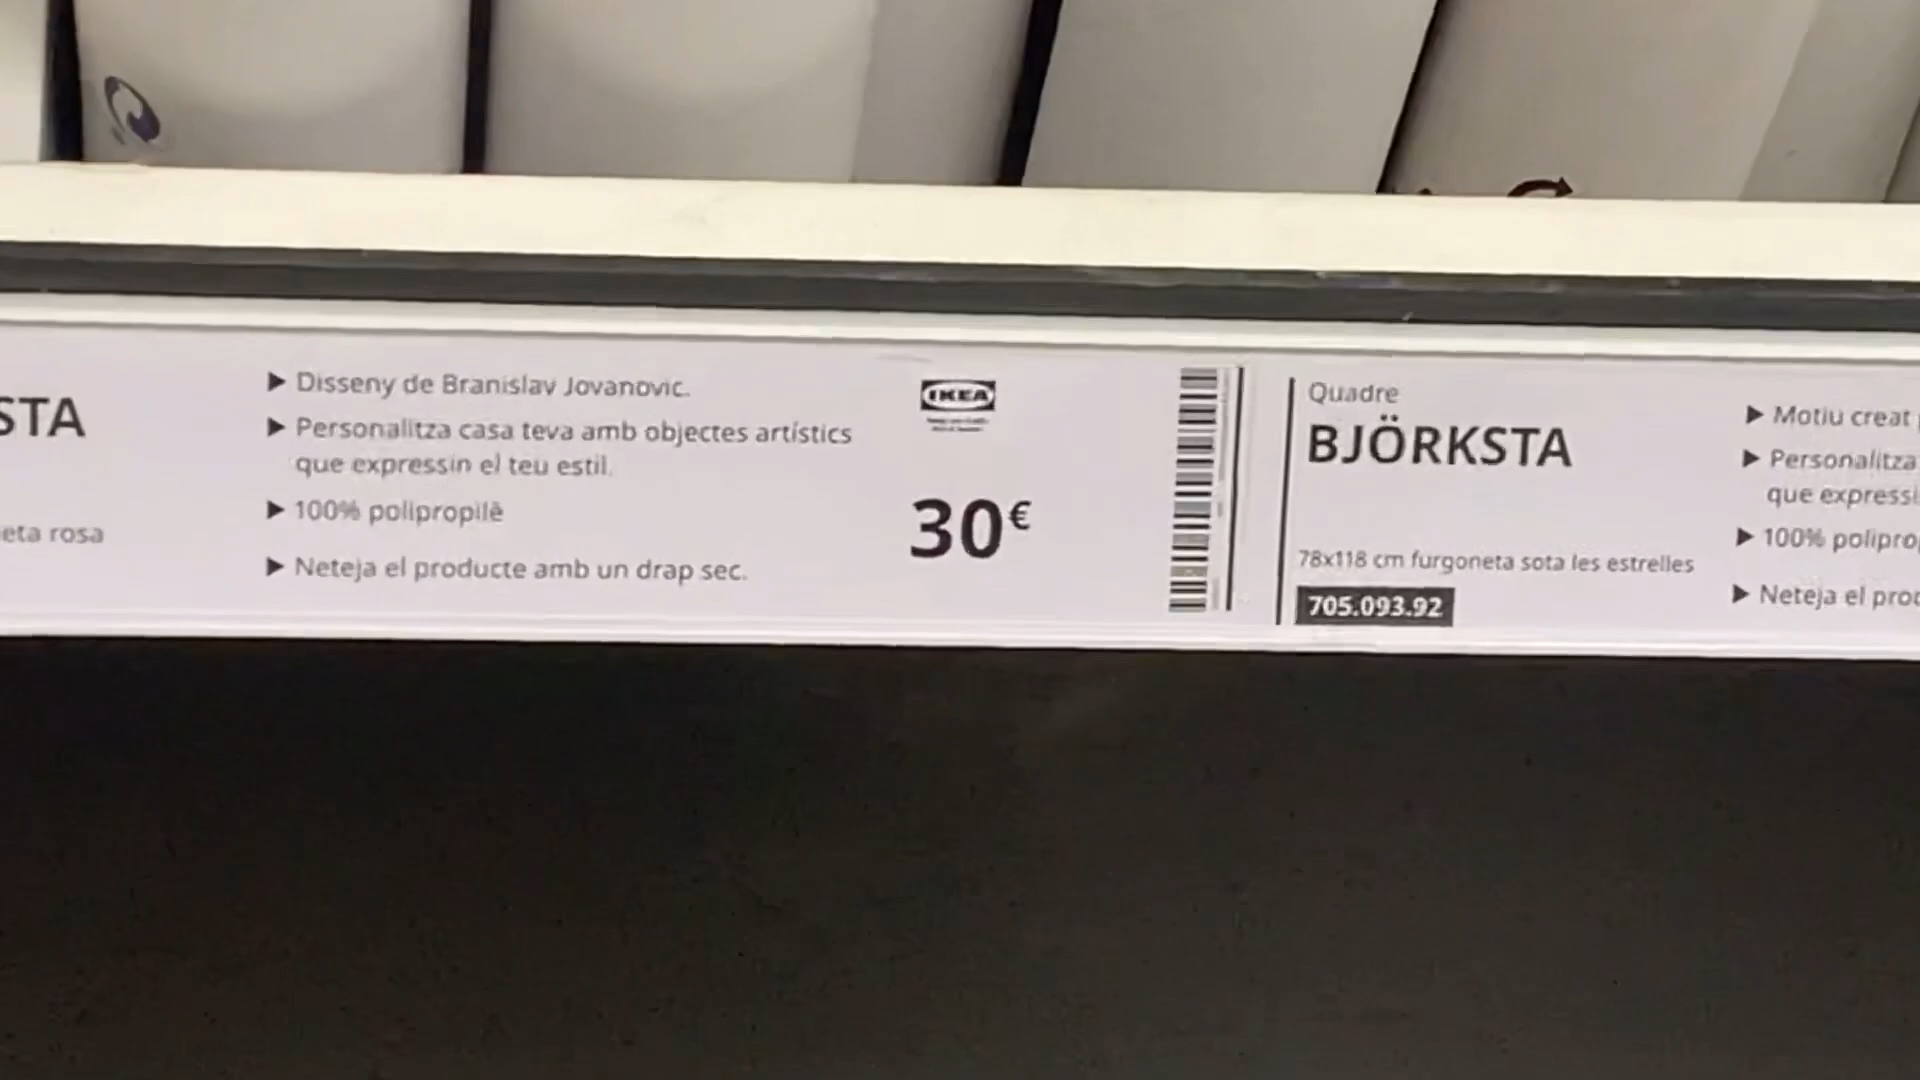 STA
eta rosa
▶ Disseny de Branislav Jovanovic.
▶ Personalitza casa teva amb objectes artístics
que expressin el teu estil.
▶ 100% polipropilè
▶ Neteja el producte amb un drap sec.
IKEA
30€
Quadre
BJÖRKSTA
78x118 cm furgoneta sota les estrelles
705.093.92
▶ Motiu creat
▶ Personalitza
que expressi
▶ 100% polipro
▶ Neteja el pro